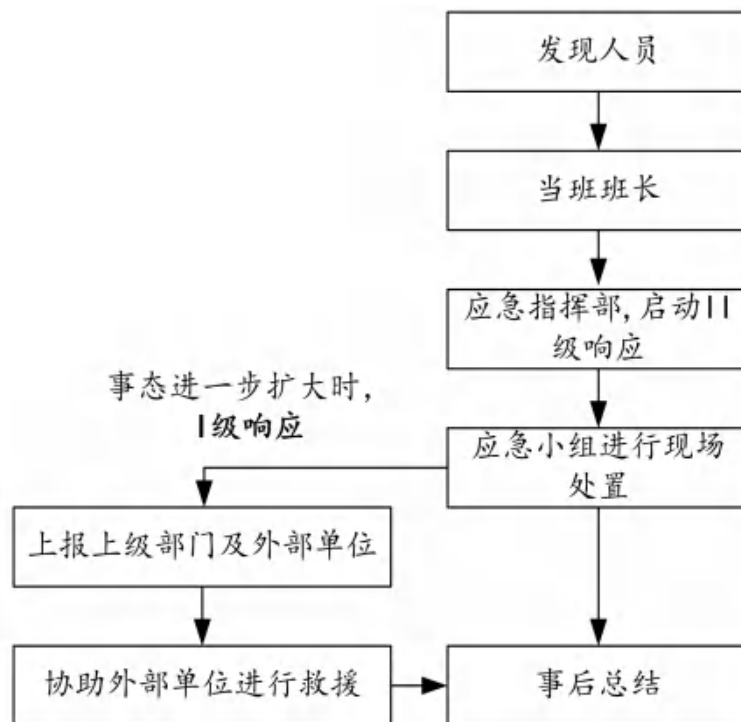 发现人员
当班班长
应急指挥部,启动II
级响应
事态进一步扩大时,
I级响应
应急小组进行现场
处置
上报上级部门及外部单位
协助外部单位进行救援
事后总结